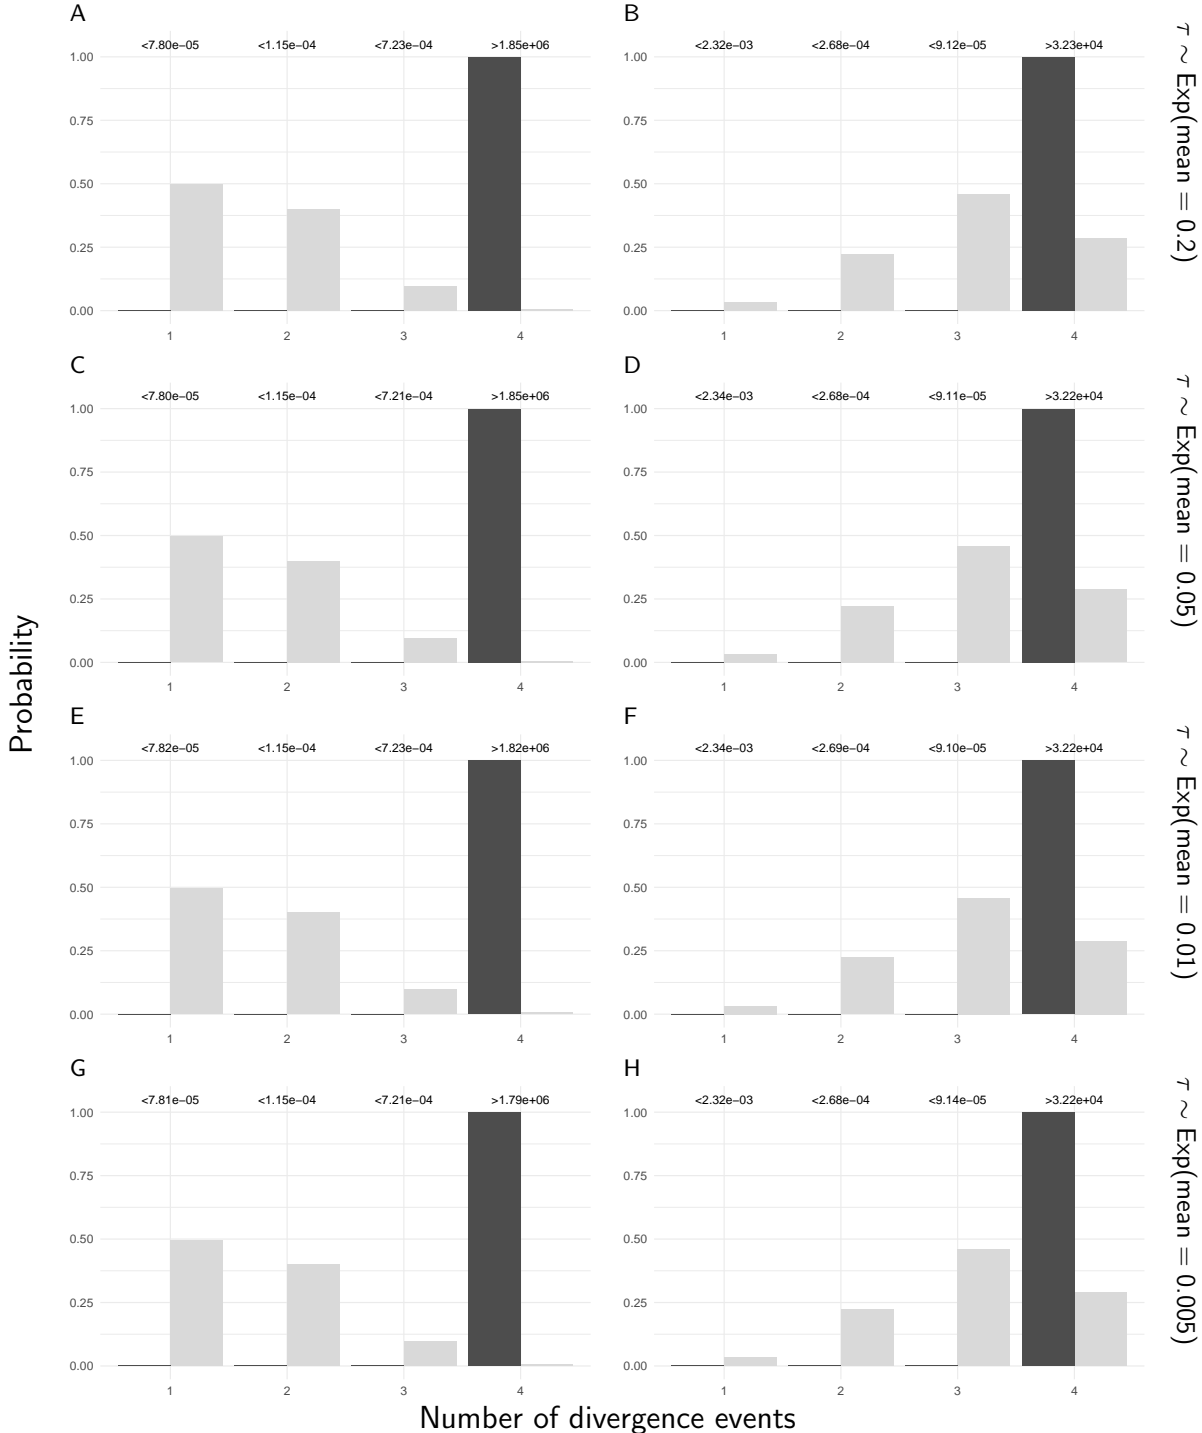 A
B
<7.80e−05 <1.15e−04 <7.23e−04 >1.85e+06
<2.32e−03 <2.68e−04 <9.12e−05 >3.23e+04
1.00
0.75
0.50
0.25
0.00
1 2 3 4
1.00
0.75
0.50
0.25
0.00
1 2 3 4
τ ∼ Exp(mean = 0.2)
C
D
<7.80e−05 <1.15e−04 <7.21e−04 >1.85e+06
<2.34e−03 <2.68e−04 <9.11e−05 >3.22e+04
1.00
0.75
0.50
0.25
0.00
1 2 3 4
1.00
0.75
0.50
0.25
0.00
1 2 3 4
τ ∼ Exp(mean = 0.05)
Probability
E
F
<7.82e−05 <1.15e−04 <7.23e−04 >1.82e+06
<2.34e−03 <2.69e−04 <9.10e−05 >3.22e+04
1.00
0.75
0.50
0.25
0.00
1 2 3 4
1.00
0.75
0.50
0.25
0.00
1 2 3 4
τ ∼ Exp(mean = 0.01)
G
H
<7.81e−05 <1.15e−04 <7.21e−04 >1.79e+06
<2.32e−03 <2.68e−04 <9.14e−05 >3.22e+04
1.00
0.75
0.50
0.25
0.00
1 2 3 4
1.00
0.75
0.50
0.25
0.00
1 2 3 4
τ ∼ Exp(mean = 0.005)
Number of divergence events